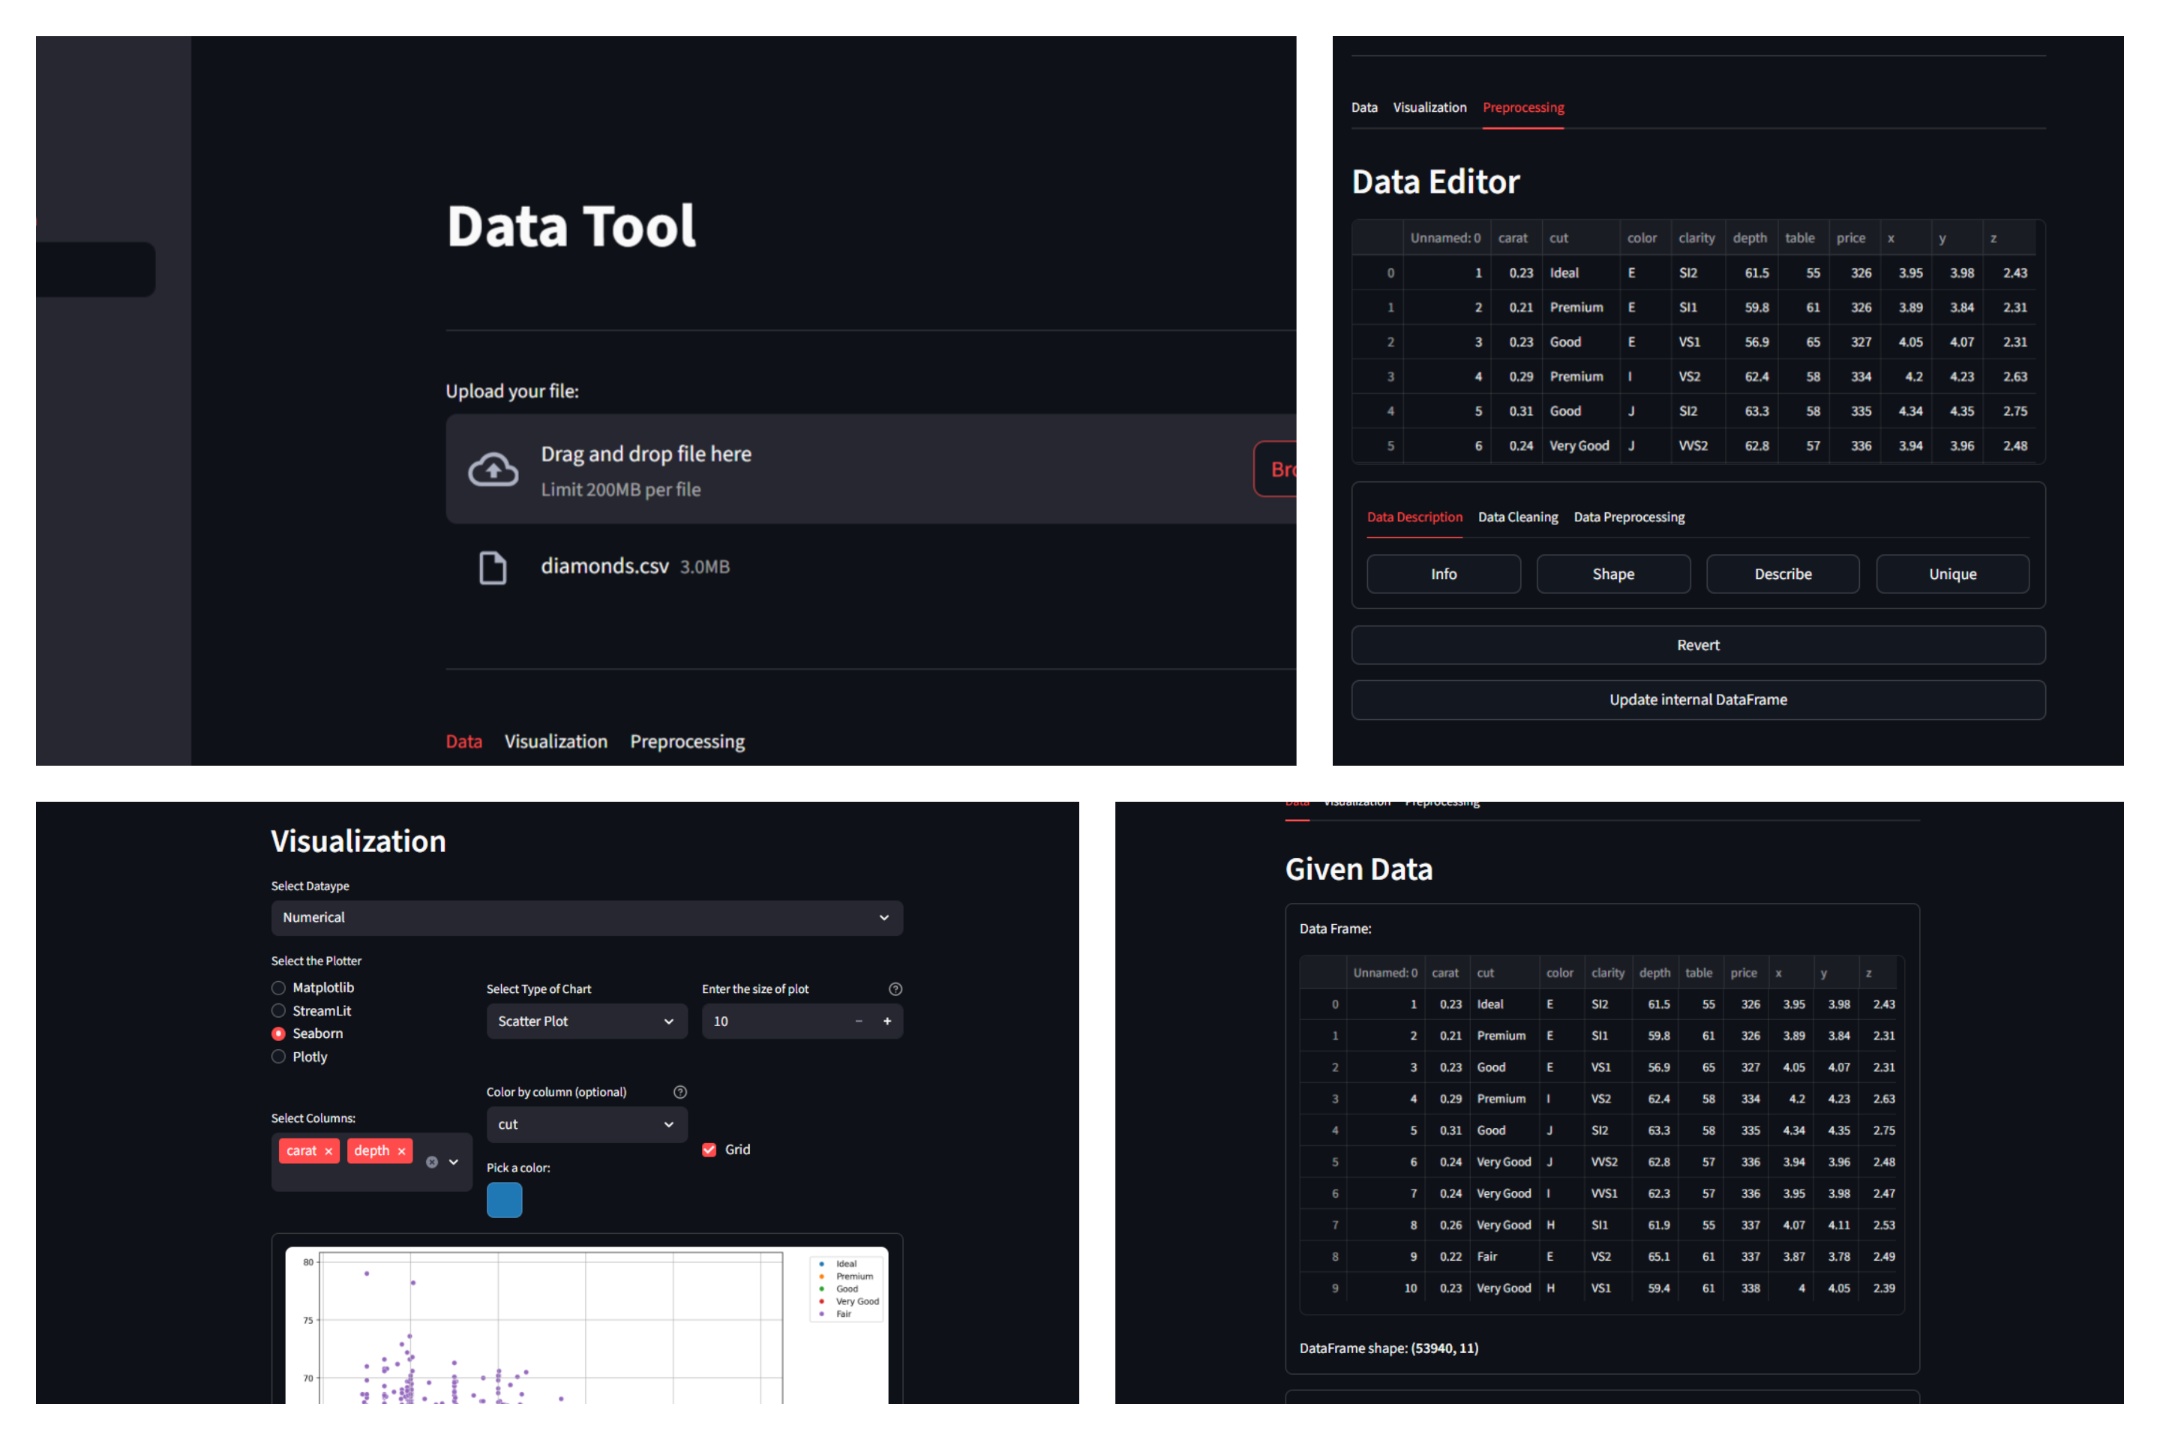 Data Tool
Upload your file:
Drag and drop file here
Limit 200MB per file
diamonds.csv 3.0MB
Data Visualization Preprocessing
Data Visualization Preprocessing
Data Editor
Unnamed: 0 carat cut color clarity depth table price x y z
0 1 0.23 Ideal E SI2 61.5 55 326 3.95 3.98 2.43
1 2 0.21 Premium E SI1 59.8 61 326 3.89 3.84 2.31
2 3 0.23 Good E VS1 56.9 65 327 4.05 4.07 2.31
3 4 0.29 Premium I VS2 62.4 58 334 4.2 4.23 2.63
4 5 0.31 Good J SI2 63.3 58 335 4.34 4.35 2.75
5 6 0.24 Very Good J VVS2 62.8 57 336 3.94 3.96 2.48
Data Description Data Cleaning Data Preprocessing
Info Shape Describe Unique
Revert
Update internal DataFrame
Visualization
Select Dataype
Numerical
Select the Plotter
Matplotlib
StreamLit
Seaborn
Plotly
Select Type of Chart
Scatter Plot
Enter the size of plot
10
Select Columns:
carat × depth ×
Color by column (optional)
cut
Pick a color:
Grid
80
75
70
Ideal
Premium
Good
Very Good
Fair
Data Visualization Preprocessing
Given Data
Data Frame:
Unnamed: 0 carat cut color clarity depth table price x y z
0 1 0.23 Ideal E SI2 61.5 55 326 3.95 3.98 2.43
1 2 0.21 Premium E SI1 59.8 61 326 3.89 3.84 2.31
2 3 0.23 Good E VS1 56.9 65 327 4.05 4.07 2.31
3 4 0.29 Premium I VS2 62.4 58 334 4.2 4.23 2.63
4 5 0.31 Good J SI2 63.3 58 335 4.34 4.35 2.75
5 6 0.24 Very Good J VVS2 62.8 57 336 3.94 3.96 2.48
6 7 0.24 Very Good I VVS1 62.3 57 336 3.95 3.98 2.47
7 8 0.26 Very Good H SI1 61.9 55 337 4.07 4.11 2.53
8 9 0.22 Fair E VS2 65.1 61 337 3.87 3.78 2.49
9 10 0.23 Very Good H VS1 59.4 61 338 4 4.05 2.39
DataFrame shape: (53940, 11)